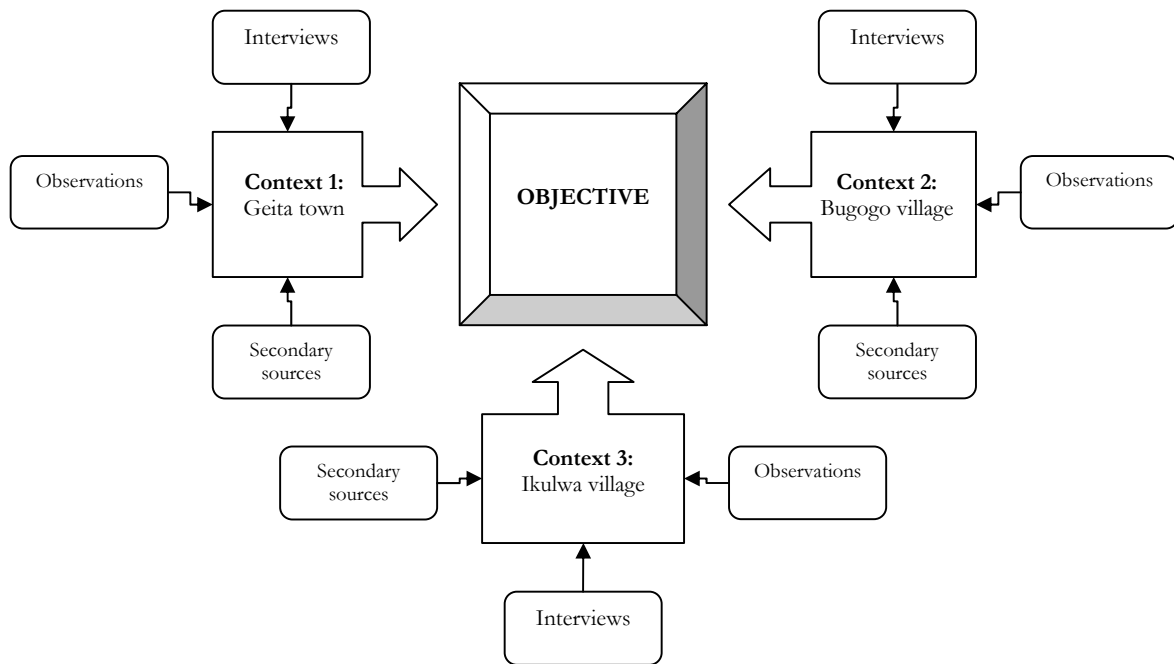 Interviews
Interviews
Observations
Context 1:
Geita town
OBJECTIVE
Context 2:
Bugogo village
Observations
Secondary
sources
Secondary
sources
Secondary
sources
Context 3:
Ikulwa village
Observations
Interviews